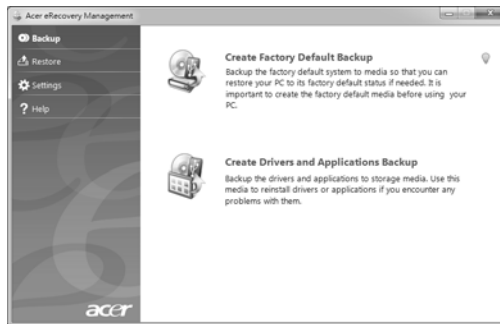 Acer eRecovery Management
Backup
Restore
Settings
Help
Create Factory Default Backup
Backup the factory default system to media so that you can
restore your PC to its factory default status if needed. It is
important to create the factory default media before using your
PC.
Create Drivers and Applications Backup
Backup the drivers and applications to storage media. Use this
media to reinstall drivers or applications if you encounter any
problems with them.
acer